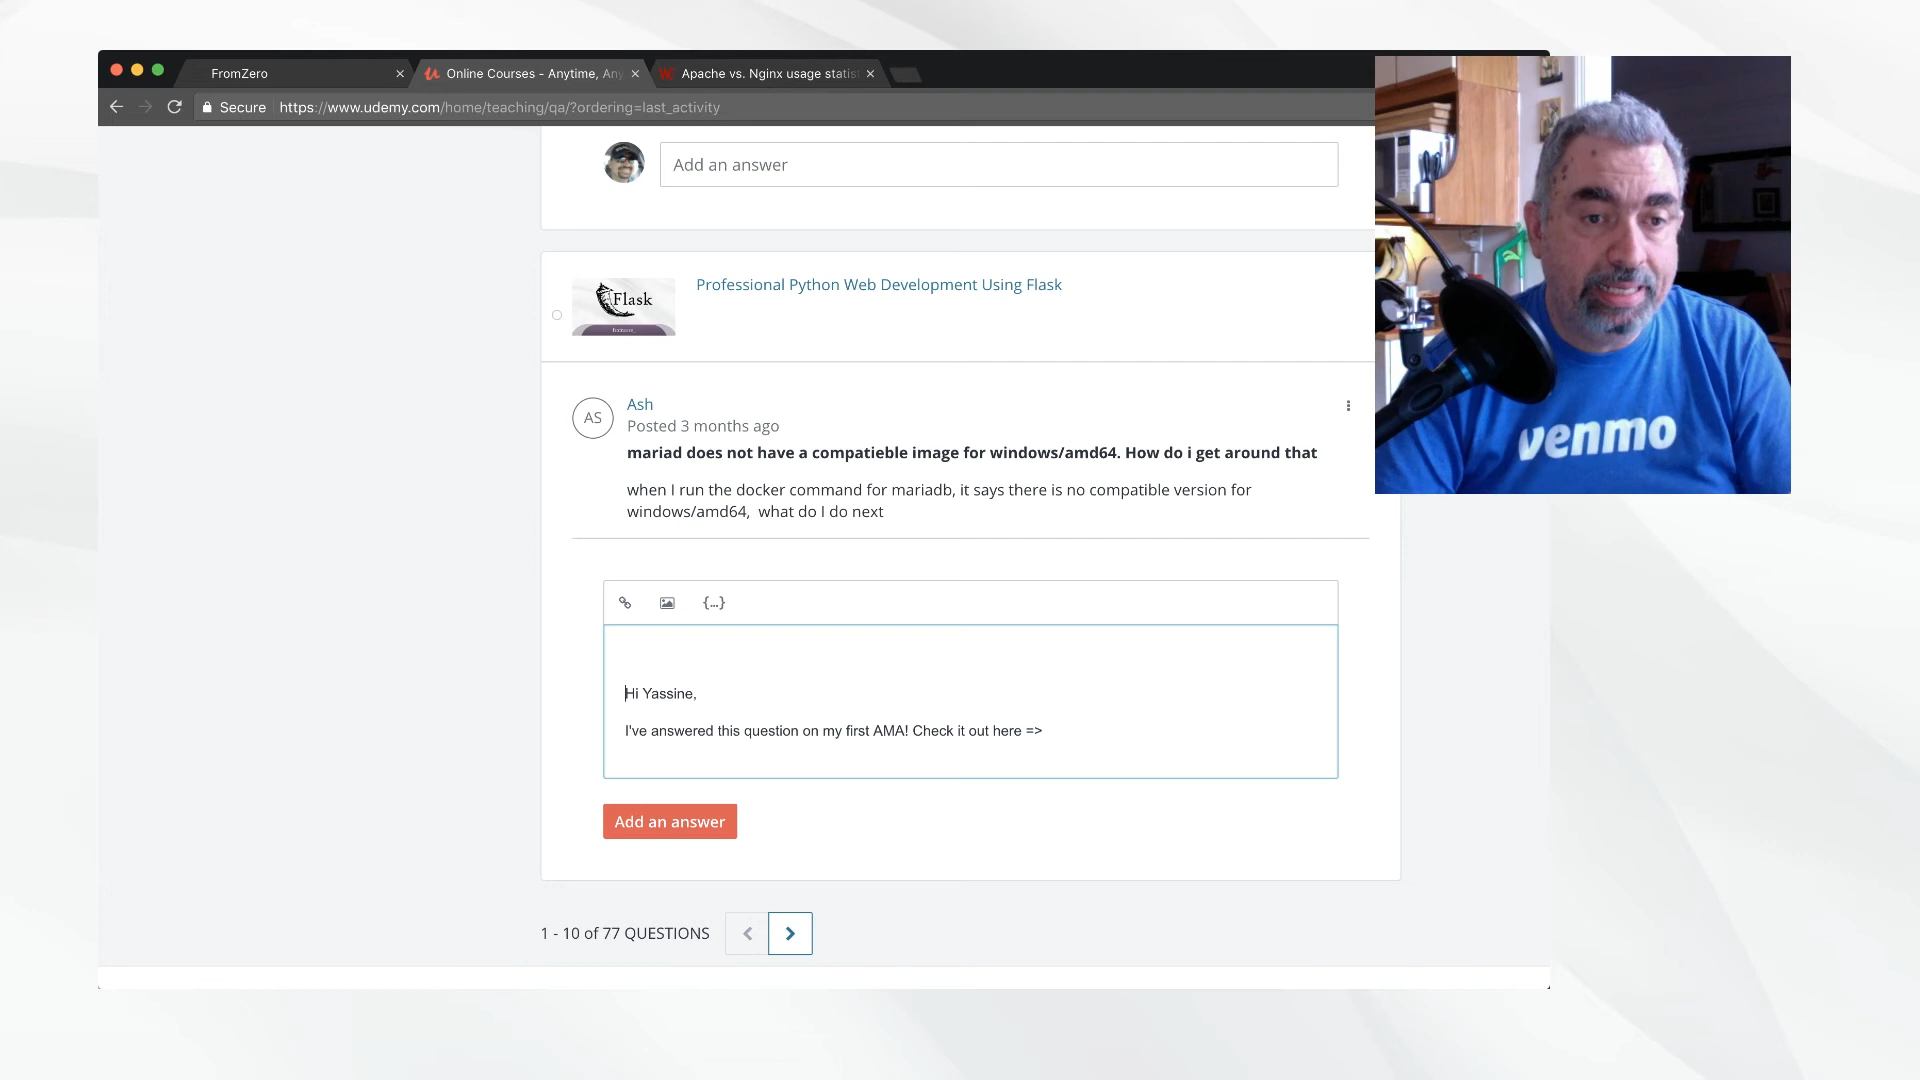 FromZero
Online Courses - Anytime, Any
Apache vs. Nginx usage statis
Secure https://www.udemy.com/home/teaching/qa/?ordering=last_activity
Add an answer
Flask
Professional Python Web Development Using Flask
AS
Ash
Posted 3 months ago
mariad does not have a compatieble image for windows/amd64. How do i get around that
when I run the docker command for mariadb, it says there is no compatible version for
windows/amd64, what do I do next
{...}
Hi Yassine,
I've answered this question on my first AMA! Check it out here =>
Add an answer
1 - 10 of 77 QUESTIONS
venmo